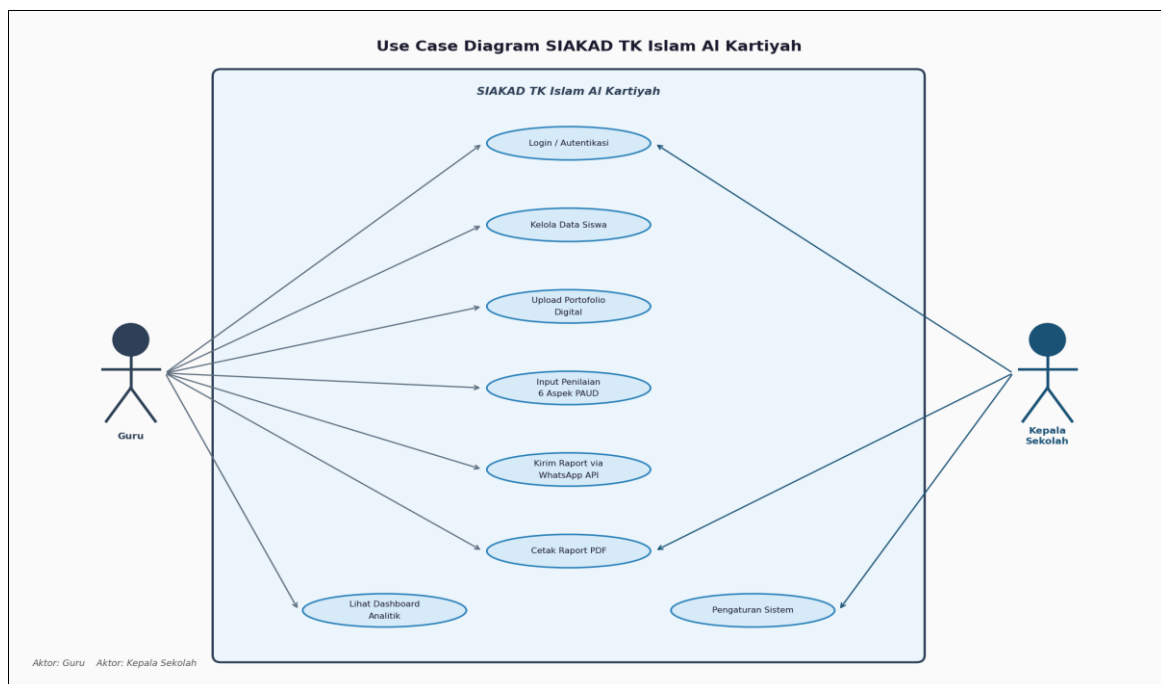 Use Case Diagram SIAKAD TK Islam Al Kartiyah
SIAKAD TK Islam Al Kartiyah
Login / Autentikasi
Kelola Data Siswa
Upload Portofolio
Digital
Input Penilaian
6 Aspek PAUD
Guru
Kepala
Sekolah
Kirim Raport via
WhatsApp API
Cetak Raport PDF
Lihat Dashboard
Analitik
Pengaturan Sistem
Aktor: Guru Aktor: Kepala Sekolah